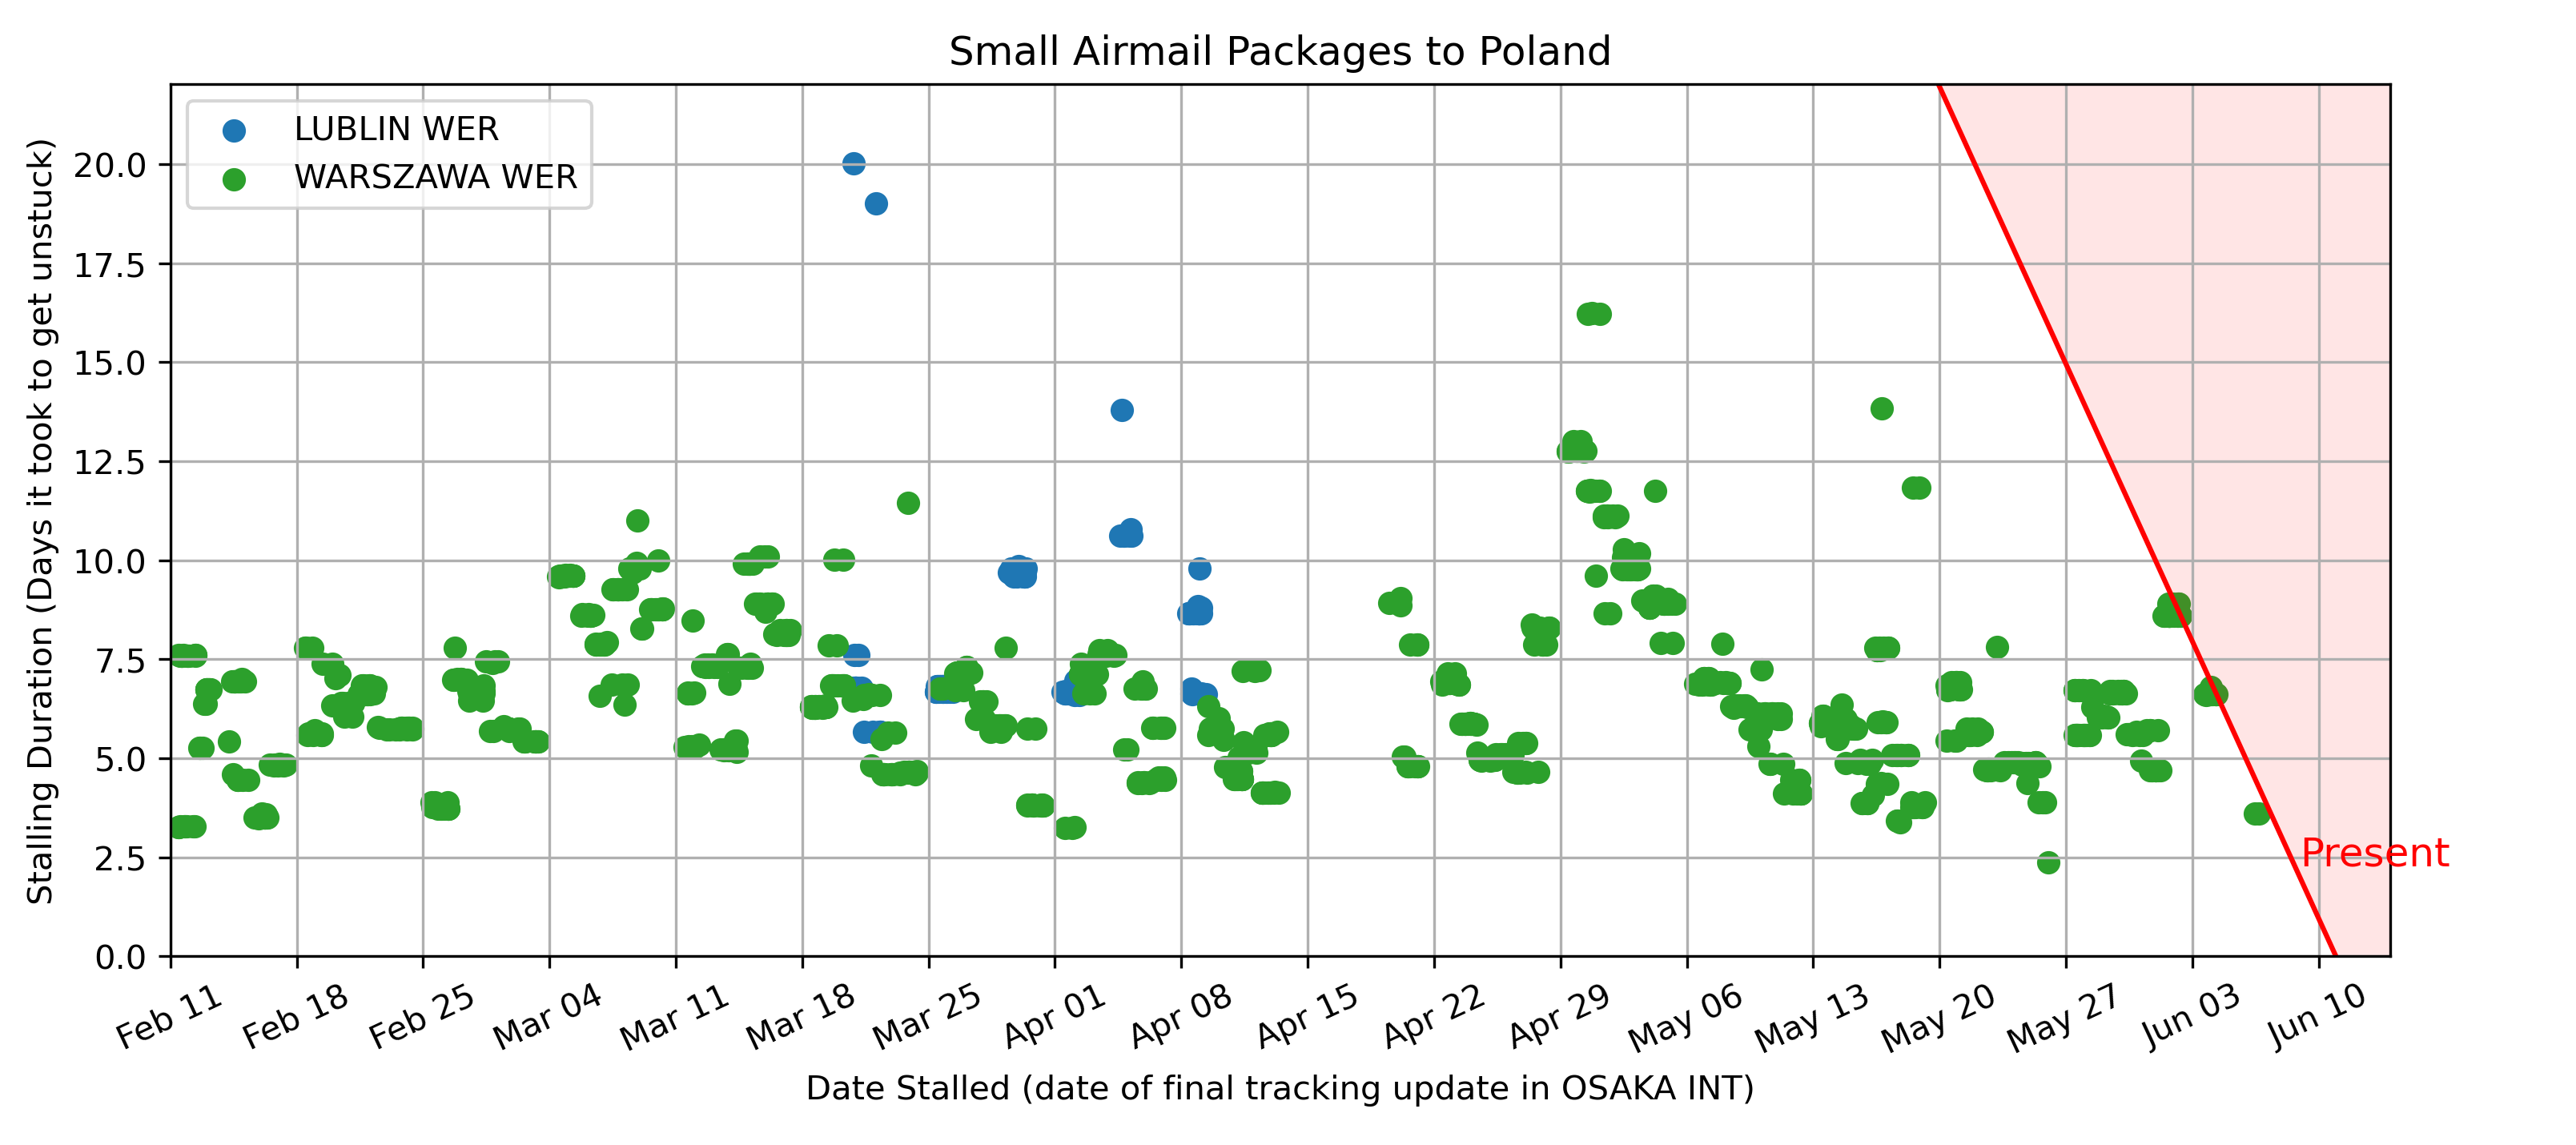 Small Airmail Packages to Poland
LUBLIN WER
WARSZAWA WER
Stalling Duration (Days it took to get unstuck)
20.0
17.5
15.0
12.5
10.0
7.5
5.0
2.5
0.0
Present
Feb 11
Feb 18
Feb 25
Mar 04
Mar 11
Mar 18
Mar 25
Apr 01
Apr 08
Apr 15
Apr 22
Apr 29
May 06
May 13
May 20
May 27
Jun 03
Jun 10
Date Stalled (date of final tracking update in OSAKA INT)